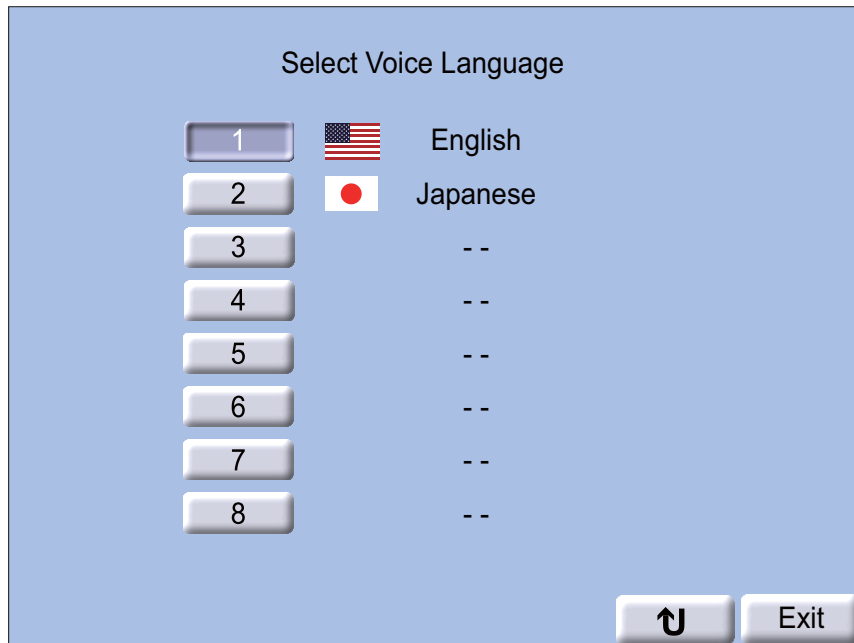 Select Voice Language
1 English
2 Japanese
3 - -
4 - -
5 - -
6 - -
7 - -
8 - -
Exit